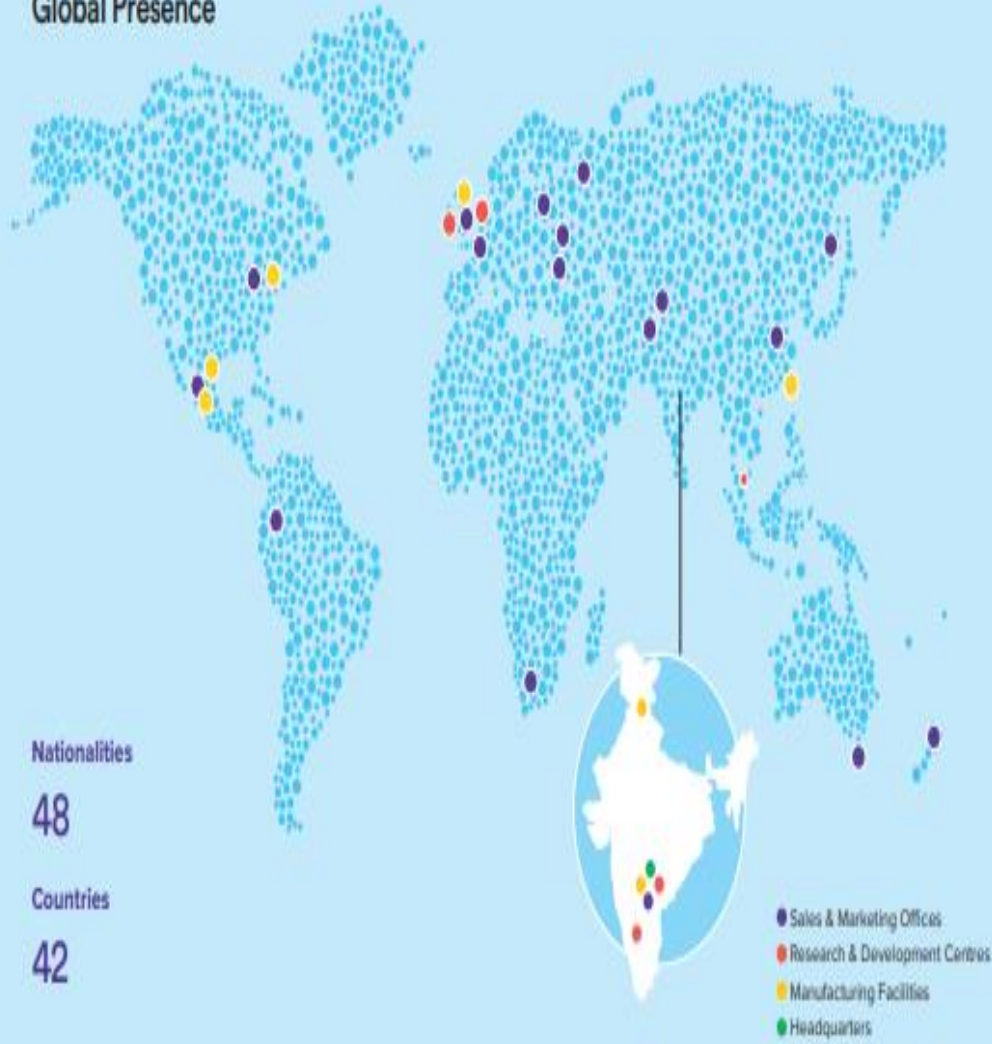 Global Presence
Nationalities
48
Countries
42
Sales & Marketing Offices
Research & Development Centres
Manufacturing Facilities
Headquarters